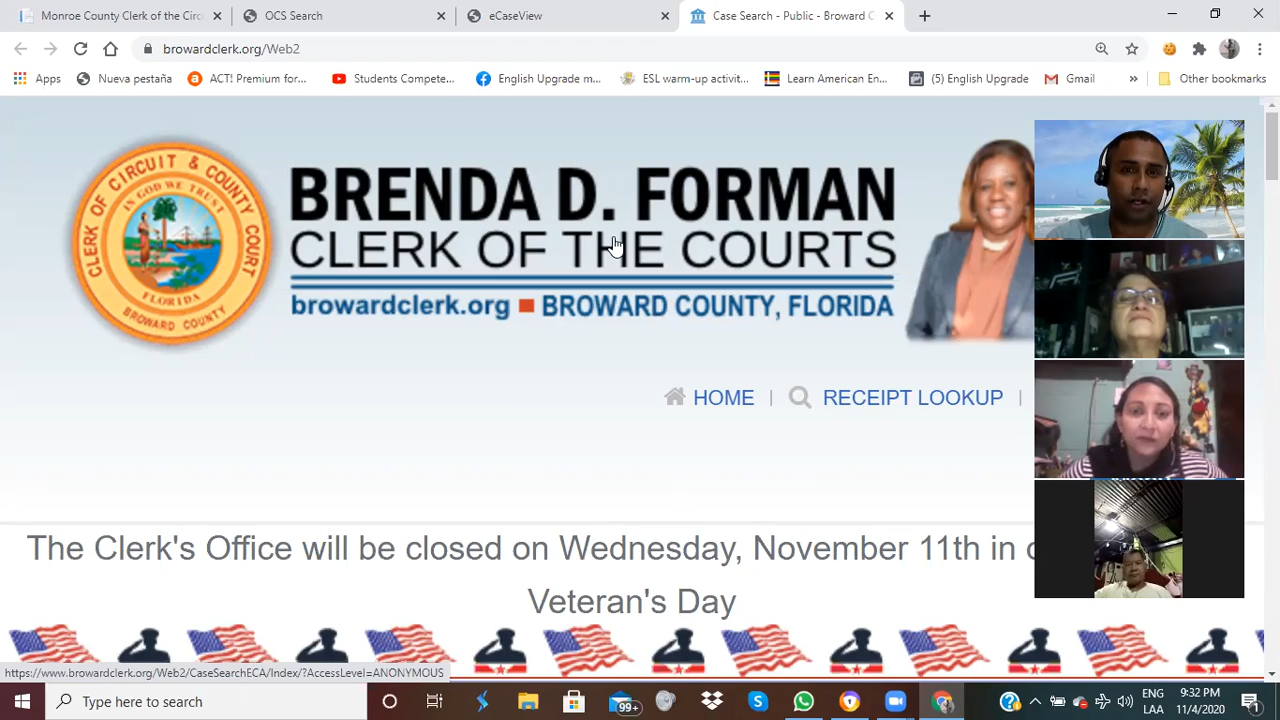 Monroe County Clerk of the Circ
OCS Search
eCaseView
Case Search - Public - Broward C
browardclerk.org/Web2
Apps
Nueva pestaña
ACT! Premium for...
Students Compete...
English Upgrade m...
ESL warm-up activit...
Learn American En...
(5) English Upgrade
Gmail
Other bookmarks
CLERK OF CIRCUIT & COUNTY COURT
IN GOD WE TRUST
FLORIDA
BROWARD COUNTY
BRENDA D. FORMAN
CLERK OF THE COURTS
browardclerk.org ■ BROWARD COUNTY, FLORIDA
HOME | RECEIPT LOOKUP |
The Clerk's Office will be closed on Wednesday, November 11th in
Veteran's Day
https://www.browardclerk.org/Web2/CaseSearchECA/Index/?AccessLevel=ANONYMOUS
Type here to search
99+
ENG
LAA
9:32 PM
11/4/2020